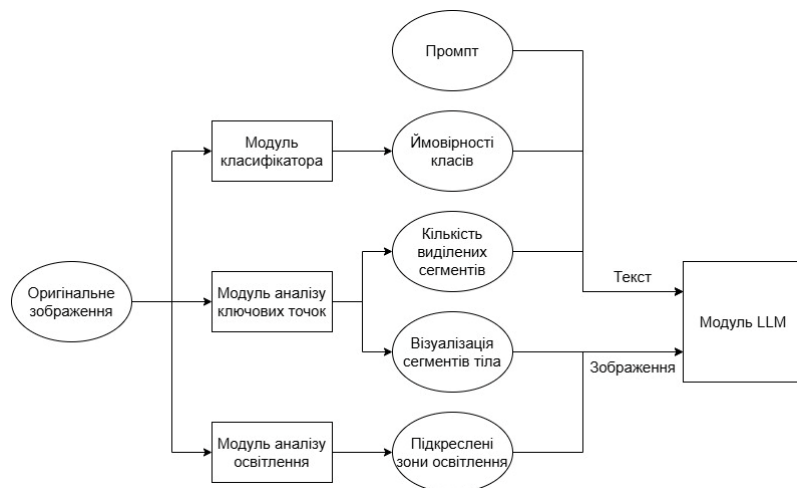 Промпт
Модуль
класифікатора
Ймовірності
класів
Кількість
виділених
сегментів
Оригінальне
зображення
Модуль аналізу
ключових точок
Текст
Модуль LLM
Візуалізація
сегментів тіла
Зображення
Модуль аналізу
освітлення
Підкреслені
зони освітлення